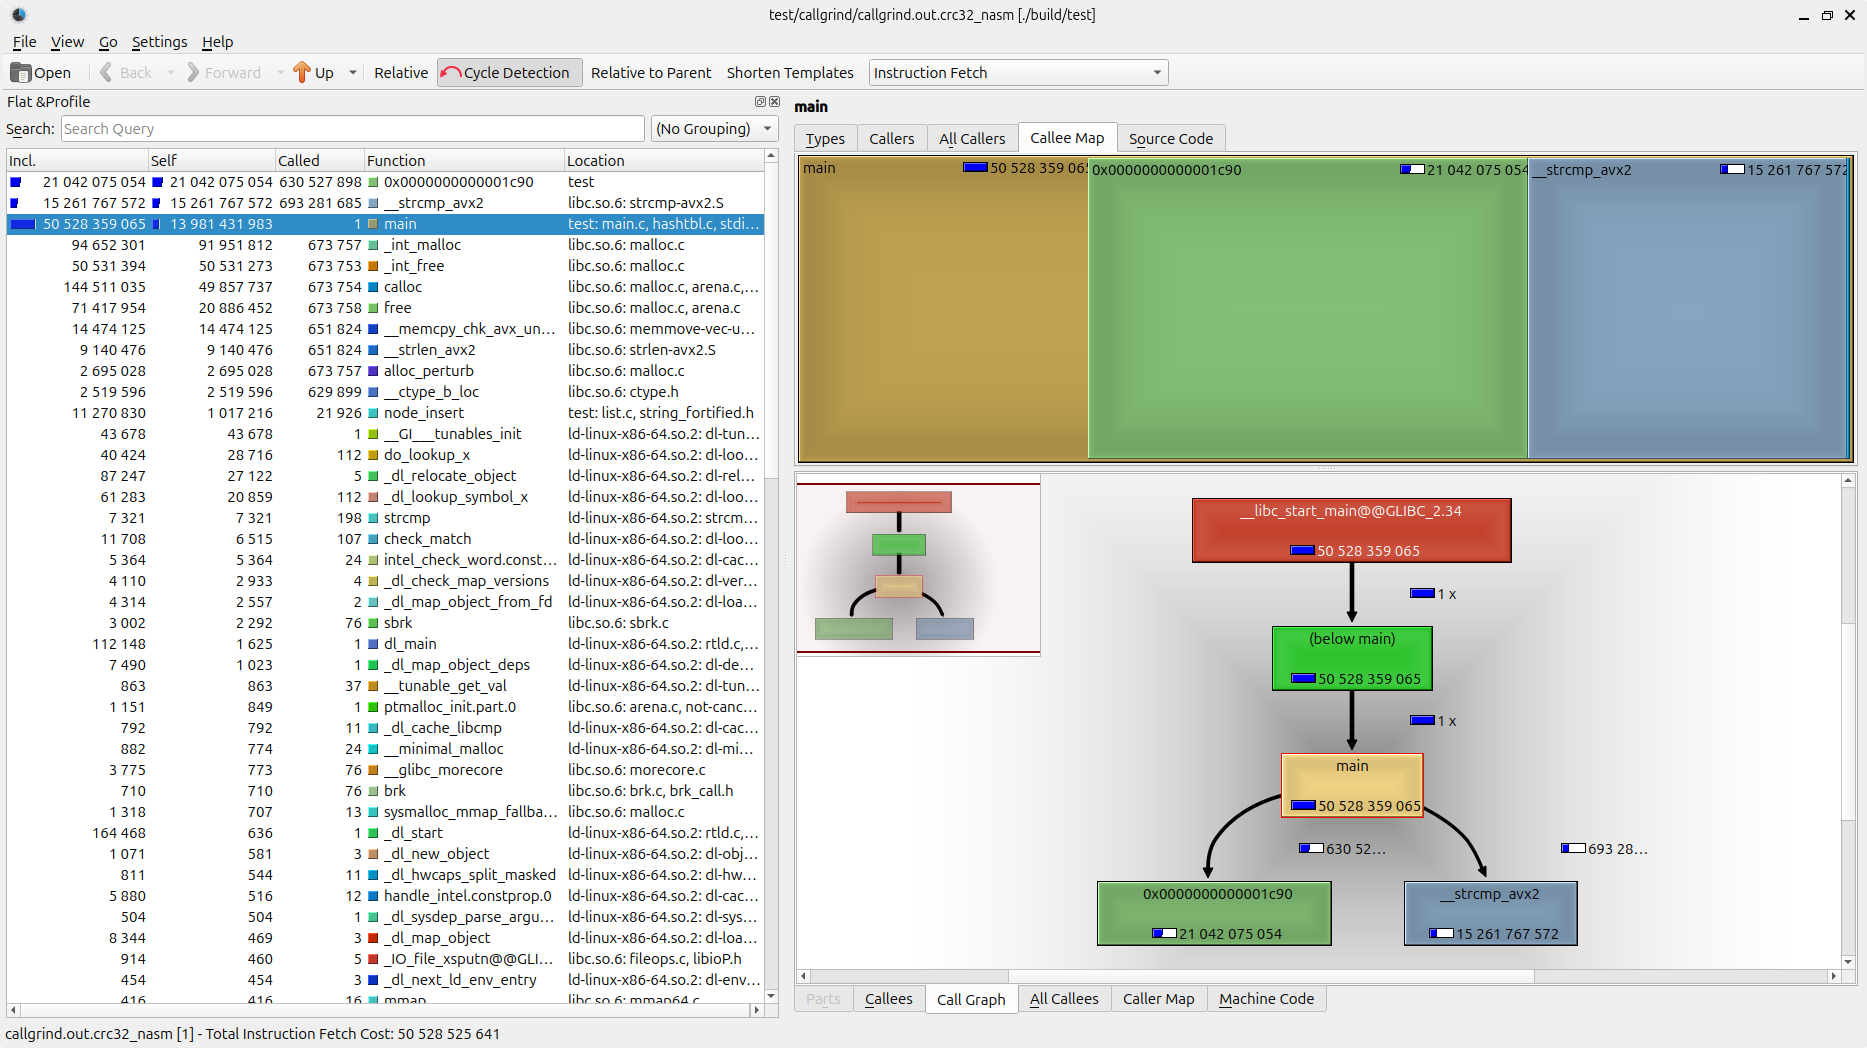 test/callgrind/callgrind.out.crc32_nasm [./build/test]
File View Go Settings Help
Open Back Forward Up Relative Cycle Detection Relative to Parent Shorten Templates Instruction Fetch
Flat &Profile
Search: Search Query (No Grouping)
Incl. Self Called Function Location
21 042 075 054 21 042 075 054 630 527 898 0x0000000000001c90 test
15 261 767 572 15 261 767 572 693 281 685 __strcmp_avx2 libc.so.6: strcmp-avx2.S
50 528 359 065 13 981 431 983 1 main test: main.c, hashtbl.c, stdi...
94 652 301 91 951 812 673 757 _int_malloc libc.so.6: malloc.c
50 531 394 50 531 273 673 753 _int_free libc.so.6: malloc.c
144 511 035 49 857 737 673 754 calloc libc.so.6: malloc.c, arena.c,...
71 417 954 20 886 452 673 758 free libc.so.6: malloc.c, arena.c
14 474 125 14 474 125 651 824 __memcpy_chk_avx_un... libc.so.6: memmove-vec-u...
9 140 476 9 140 476 651 824 __strlen_avx2 libc.so.6: strlen-avx2.S
2 695 028 2 695 028 673 757 alloc_perturb libc.so.6: malloc.c
2 519 596 2 519 596 629 899 __ctype_b_loc libc.so.6: ctype.h
11 270 830 1 017 216 21 926 node_insert test: list.c, string_fortified.h
43 678 43 678 1 __GI___tunables_init ld-linux-x86-64.so.2: dl-tun...
40 424 28 716 112 do_lookup_x ld-linux-x86-64.so.2: dl-loo...
87 247 27 122 5 _dl_relocate_object ld-linux-x86-64.so.2: dl-rel...
61 283 20 859 112 _dl_lookup_symbol_x ld-linux-x86-64.so.2: dl-loo...
7 321 7 321 198 strcmp ld-linux-x86-64.so.2: strcm...
11 708 6 515 107 check_match ld-linux-x86-64.so.2: dl-loo...
5 364 5 364 24 intel_check_word.const... ld-linux-x86-64.so.2: dl-cac...
4 110 2 933 4 _dl_check_map_versions ld-linux-x86-64.so.2: dl-ver...
4 314 2 557 2 _dl_map_object_from_fd ld-linux-x86-64.so.2: dl-loa...
3 002 2 292 76 sbrk libc.so.6: sbrk.c
112 148 1 625 1 dl_main ld-linux-x86-64.so.2: rtld.c,...
7 490 1 023 1 _dl_map_object_deps ld-linux-x86-64.so.2: dl-de...
863 863 37 __tunable_get_val ld-linux-x86-64.so.2: dl-tun...
1 151 849 1 ptmalloc_init.part.0 libc.so.6: arena.c, not-canc...
792 792 11 _dl_cache_libcmp ld-linux-x86-64.so.2: dl-cac...
882 774 24 __minimal_malloc ld-linux-x86-64.so.2: dl-mi...
3 775 773 76 __glibc_morecore libc.so.6: morecore.c
710 710 76 brk libc.so.6: brk.c, brk_call.h
1 318 707 13 sysmalloc_mmap_fallba... libc.so.6: malloc.c
164 468 636 1 _dl_start ld-linux-x86-64.so.2: rtld.c,...
1 071 581 3 _dl_new_object ld-linux-x86-64.so.2: dl-obj...
811 544 11 _dl_hwcaps_split_masked ld-linux-x86-64.so.2: dl-hw...
5 880 516 12 handle_intel.constprop.0 ld-linux-x86-64.so.2: dl-cac...
504 504 1 _dl_sysdep_parse_argu... ld-linux-x86-64.so.2: dl-sys...
8 344 469 3 _dl_map_object ld-linux-x86-64.so.2: dl-loa...
914 460 5 _IO_file_xsputn@@GLI... libc.so.6: fileops.c, libioP.h
454 454 3 _dl_next_ld_env_entry ld-linux-x86-64.so.2: dl-env...
416 416 16 mmap libc.so.6: mmap64.c
main
Types Callers All Callers Callee Map Source Code
main 50 528 359 065 0x0000000000001c90 21 042 075 054 __strcmp_avx2 15 261 767 572
__libc_start_main@@GLIBC_2.34
50 528 359 065
1 x
(below main)
50 528 359 065
1 x
main
50 528 359 065
630 52... 693 28...
0x0000000000001c90 __strcmp_avx2
21 042 075 054 15 261 767 572
Parts Callees Call Graph All Callees Caller Map Machine Code
callgrind.out.crc32_nasm [1] - Total Instruction Fetch Cost: 50 528 525 641